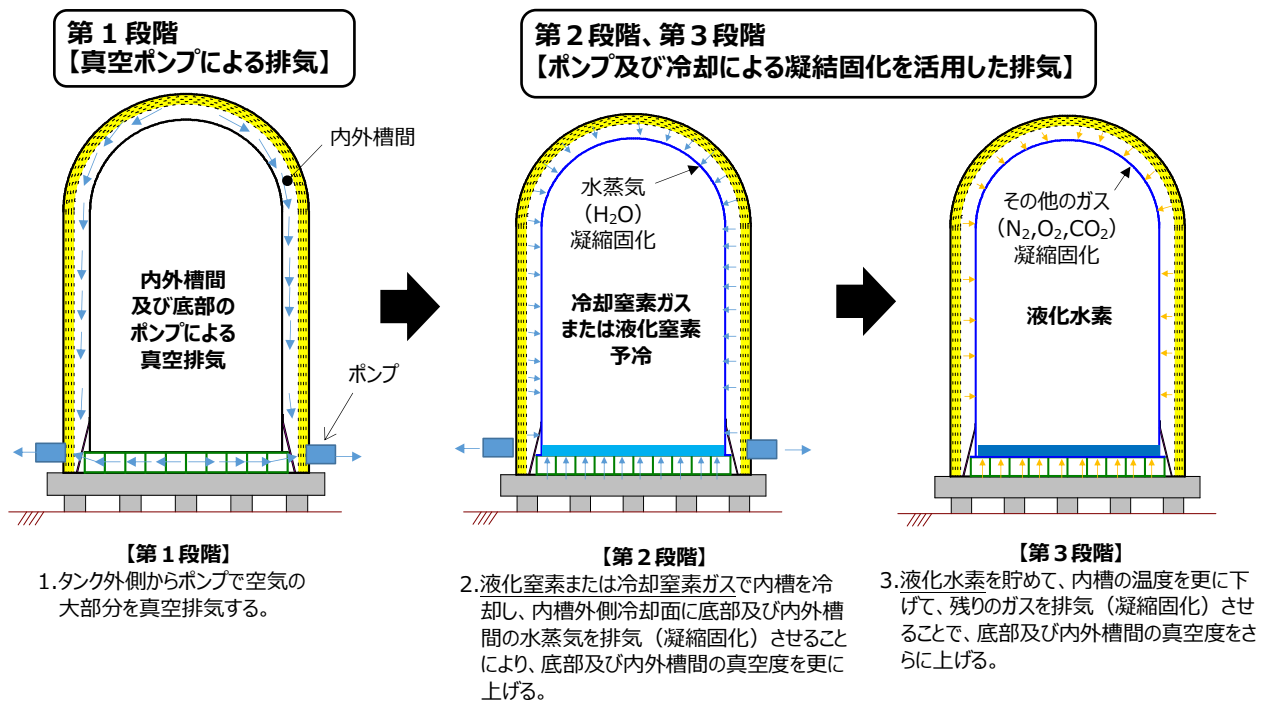 第1段階
【真空ポンプによる排気】
内外槽間
内外槽間
及び底部の
ポンプによる
真空排気
ポンプ
【第1段階】
1.タンク外側からポンプで空気の
大部分を真空排気する。
第2段階、第3段階
【ポンプ及び冷却による凝結固化を活用した排気】
水蒸気
（H₂O）
凝縮固化
冷却窒素ガス
または液化窒素
予冷
【第2段階】
2.液化窒素または冷却窒素ガスで内槽を冷
却し、内槽外側冷却面に底部及び内外槽
間の水蒸気を排気（凝縮固化）させること
により、底部及び内外槽間の真空度を更に
上げる。
その他のガス
（N₂,O₂,CO₂）
凝縮固化
液化水素
【第3段階】
3.液化水素を貯めて、内槽の温度を更に下
げて、残りのガスを排気（凝縮固化）させ
ることで、底部及び内外槽間の真空度をさ
らに上げる。